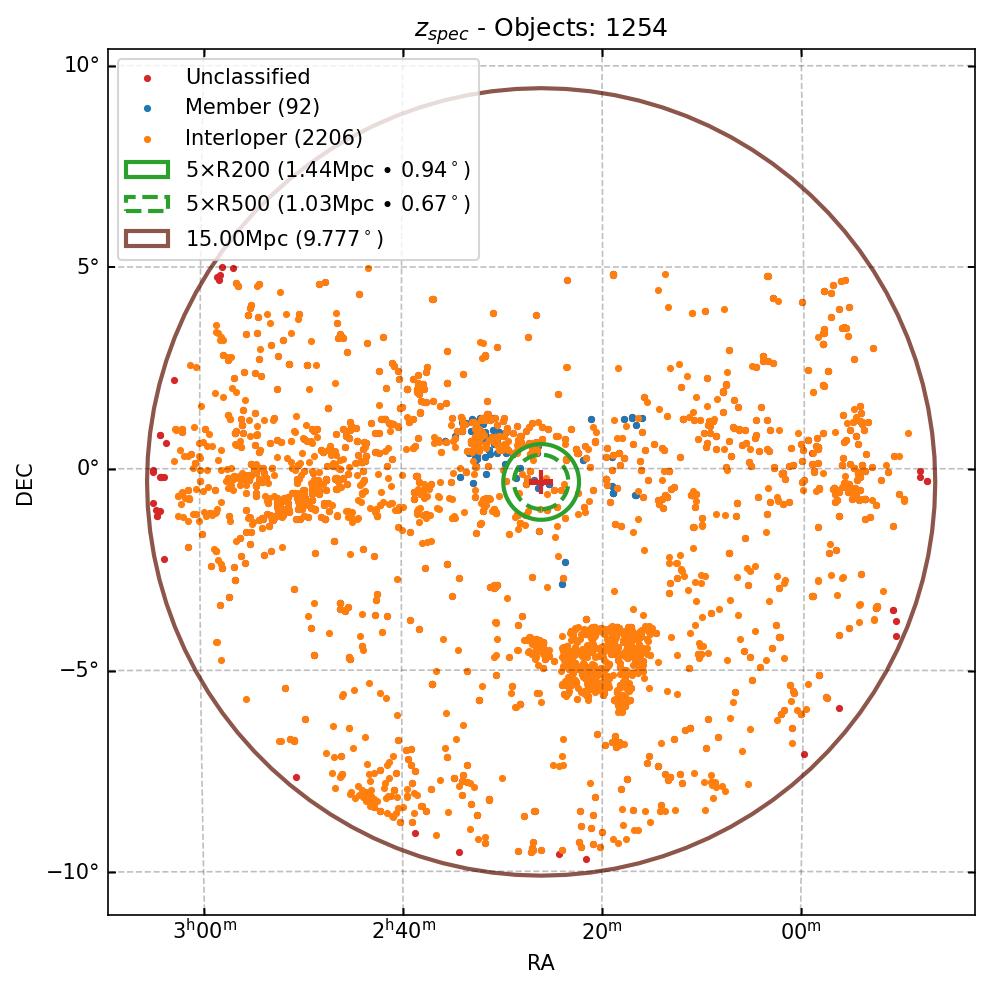 z_spec - Objects: 1254
Unclassified
Member (92)
Interloper (2206)
5×R200 (1.44Mpc • 0.94°)
5×R500 (1.03Mpc • 0.67°)
15.00Mpc (9.777°)
10°
5°
0°
−5°
−10°
DEC
3ʰ00ᵐ
2ʰ40ᵐ
20ᵐ
00ᵐ
RA